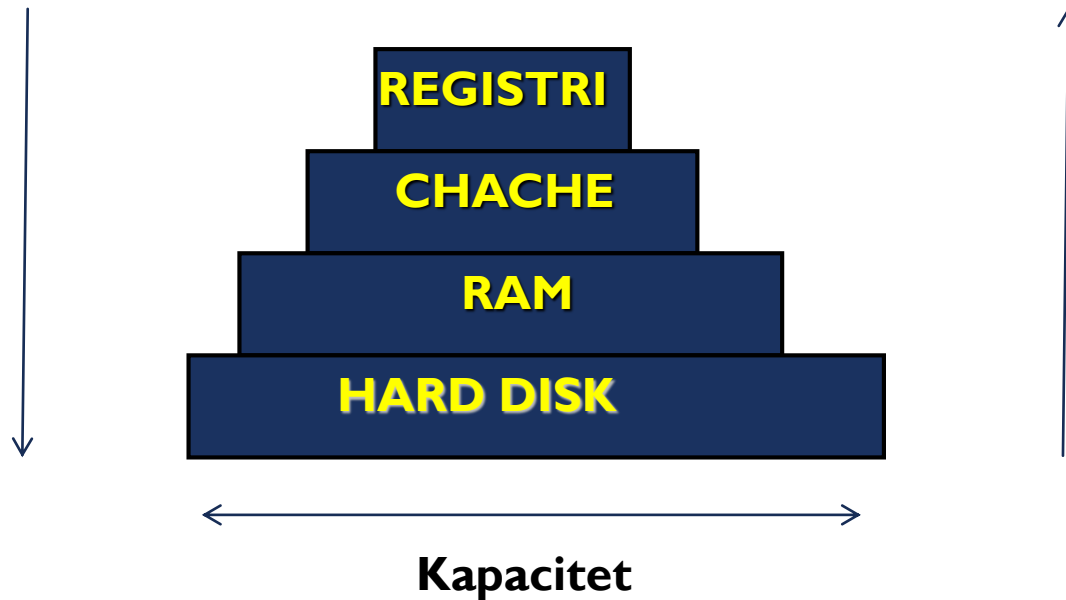 REGISTRI
CHACHE
RAM
HARD DISK
Kapacitet